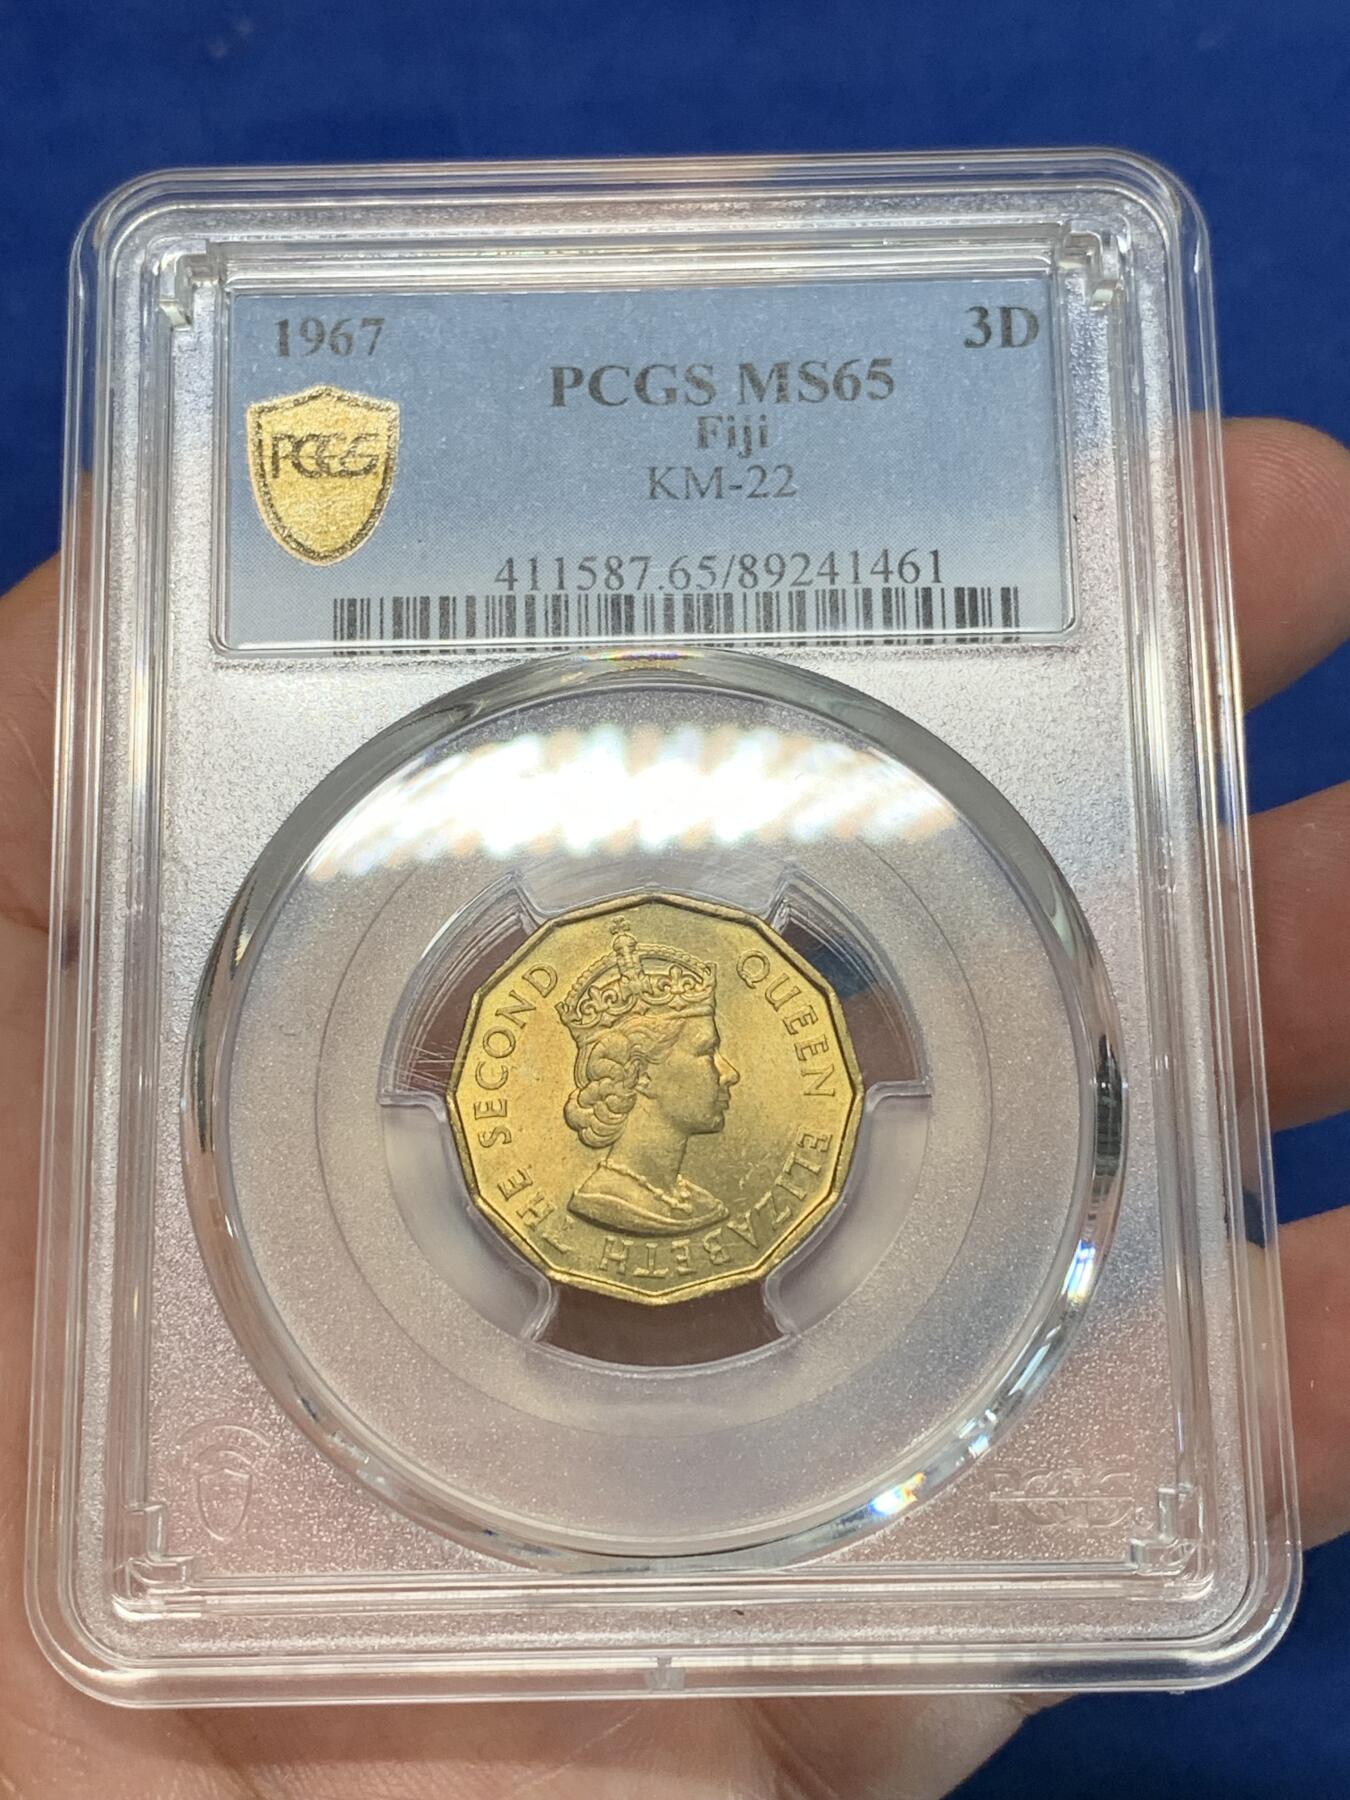 1967
3D
PCGS MS65
Fiji
KM-22
PCGS
411587.65/89241461
QUEEN ELIZABETH THE SECOND
PCGS